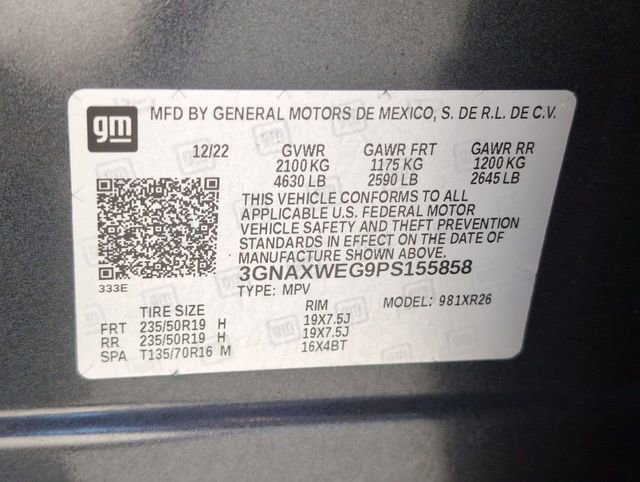 gm
MFD BY GENERAL MOTORS DE MEXICO, S. DE R.L. DE C.V.
12/22 GVWR GAWR FRT GAWR RR
2100 KG 1175 KG 1200 KG
4630 LB 2590 LB 2645 LB
THIS VEHICLE CONFORMS TO ALL
APPLICABLE U.S. FEDERAL MOTOR
VEHICLE SAFETY AND THEFT PREVENTION
STANDARDS IN EFFECT ON THE DATE OF
MANUFACTURE SHOWN ABOVE.
3GNAXWEG9PS155858
333E TYPE: MPV
TIRE SIZE RIM MODEL: 981XR26
FRT 235/50R19 H 19X7.5J
RR 235/50R19 H 19X7.5J
SPA T135/70R16 M 16X4BT